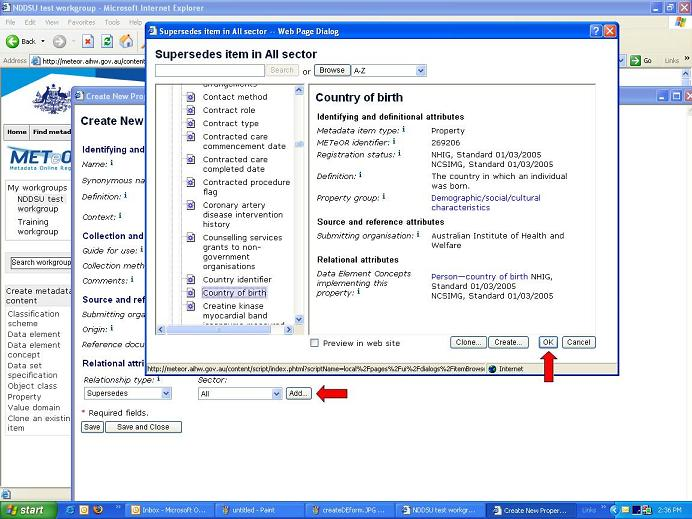 NDDSU test workgroup - Microsoft Internet Explorer
File Edit View Favorites Tools Help
Back
Address http://meteor.aihw.gov.au/content/
Go Links
Create New Prop
Home Find metad
METeOR
Metadata Online Reg
My workgroups
NDDSU test
workgroup
Training
workgroup
Search workgroup
Create metadata
content
Classification
scheme
Data element
Data element
concept
Data set
specification
Object class
Property
Value domain
Clone an existing
item
Create New
Identifying and
Name:
Synonymous na
Definition:
Context:
Collection and
Guide for use:
Collection meth
Comments:
Source and ref
Submitting orga
Origin:
Reference docu
Relational attri
Relationship type:
Sector:
Supersedes
All
Add...
* Required fields.
Save
Save and Close
Supersedes item in All sector -- Web Page Dialog
Supersedes item in All sector
Search or Browse A-Z
arrangements
Contact method
Contract role
Contract type
Contracted care
commencement date
Contracted care
completed date
Contracted procedure
flag
Coronary artery
disease intervention
history
Counselling services
grants to non-
government
organisations
Country identifier
Country of birth
Creatine kinase
myocardial band
isoenzyme measured
Country of birth
Identifying and definitional attributes
Metadata item type: Property
METeOR identifier: 269206
Registration status: NHIG, Standard 01/03/2005
NCSIMG, Standard 01/03/2005
Definition: The country in which an individual
was born.
Property group: Demographic/social/cultural
characteristics
Source and reference attributes
Submitting organisation: Australian Institute of Health and
Welfare
Relational attributes
Data Element Concepts
implementing this
property:
Person—country of birth NHIG,
Standard 01/03/2005
NCSIMG, Standard 01/03/2005
Preview in web site
Clone... Create... OK Cancel
http://meteor.aihw.gov.au/content/script/index.phtml?scriptName=local%2Fpages%2Fui%2Fdialogs%2FitemBrows
Internet
start
Inbox - Microsoft O...
untitled - Paint
createDEform.JPG ...
NDDSU test workgr...
Create New Proper...
Links
2:36 PM